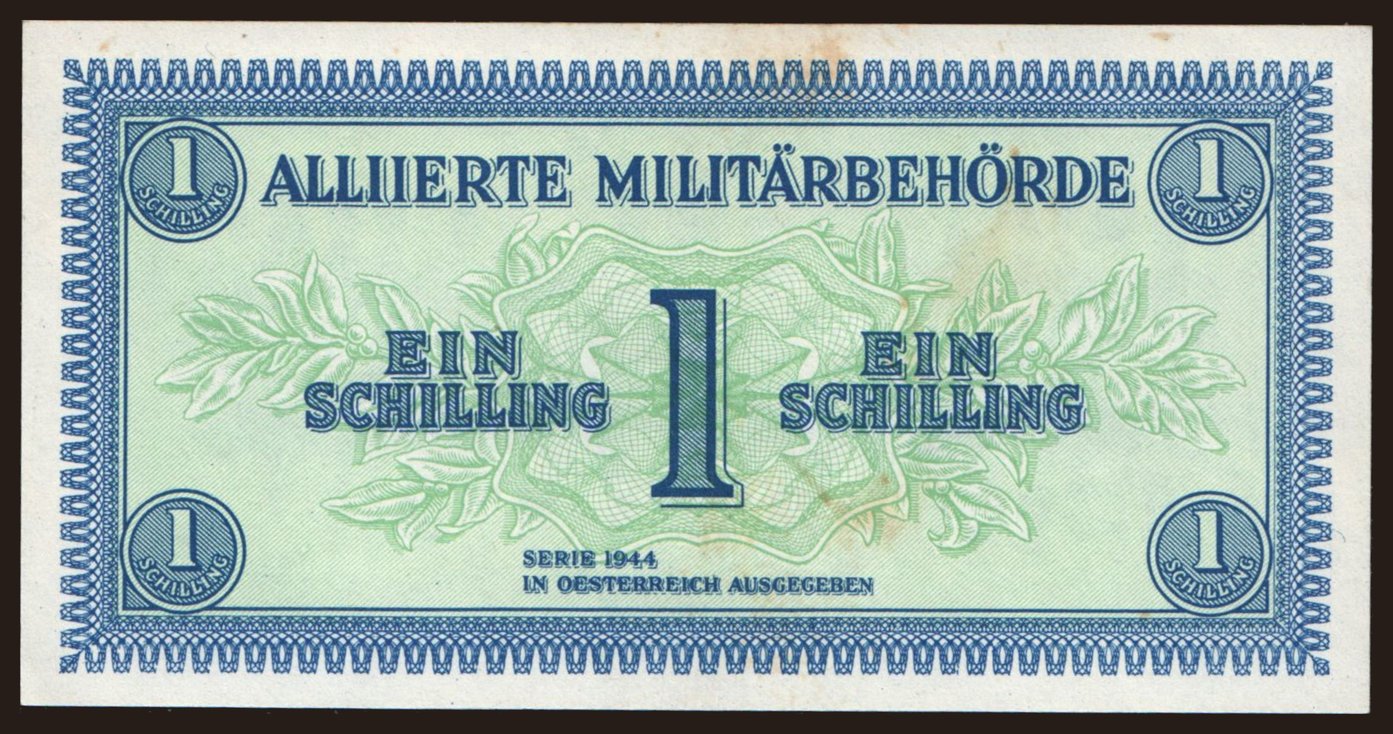 ALLIIERTE MILITÄRBEHÖRDE
1
SCHILLING
1
SCHILLING
EIN
SCHILLING
1
EIN
SCHILLING
1
SCHILLING
1
SCHILLING
SERIE 1944
IN OESTERREICH AUSGEGEBEN